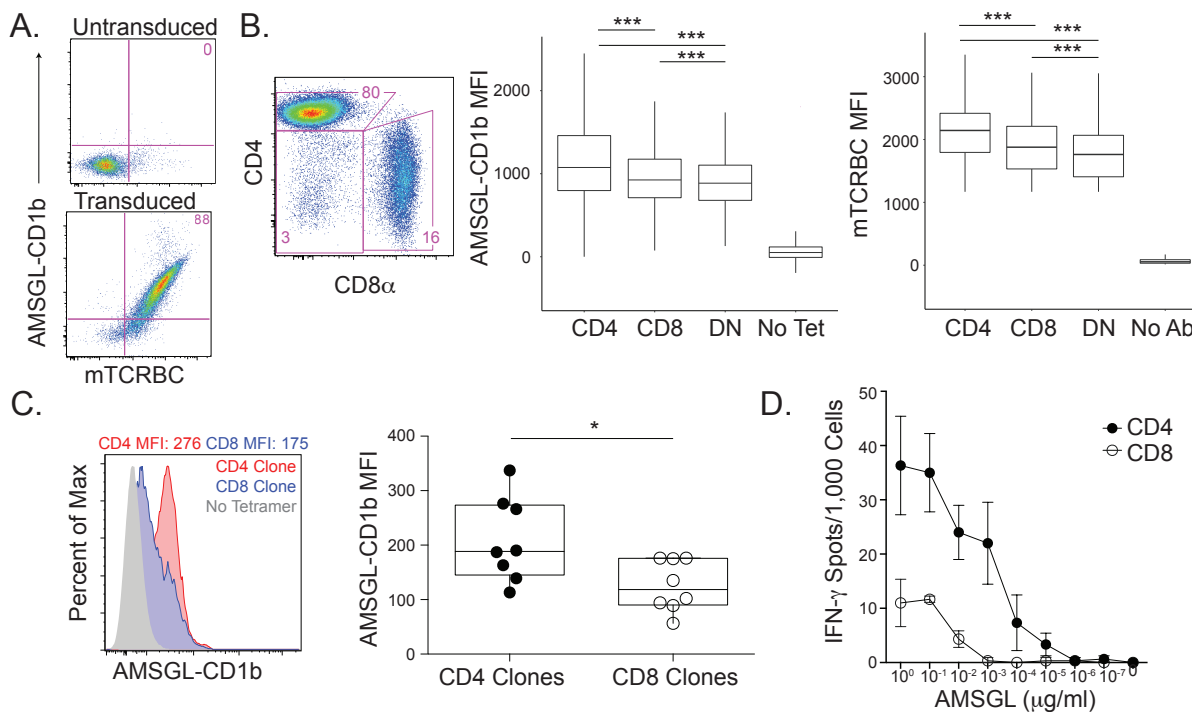 A.
Untransduced
0
Transduced
88
AMSGL-CD1b
mTCRBC
B.
80
3
16
CD4
CD8α
AMSGL-CD1b MFI
***
***
***
2000
1000
0
CD4 CD8 DN No Tet
mTCRBC MFI
***
***
***
3000
2000
1000
0
CD4 CD8 DN No Ab
C.
CD4 MFI: 276 CD8 MFI: 175
CD4 Clone
CD8 Clone
No Tetramer
Percent of Max
AMSGL-CD1b
AMSGL-CD1b MFI
*
400
300
200
100
0
CD4 Clones CD8 Clones
D.
CD4
CD8
IFN-γ Spots/1,000 Cells
50
40
30
20
10
0
10⁰ 10⁻¹ 10⁻² 10⁻³ 10⁻⁴ 10⁻⁵ 10⁻⁶ 10⁻⁷ 0
AMSGL (μg/ml)